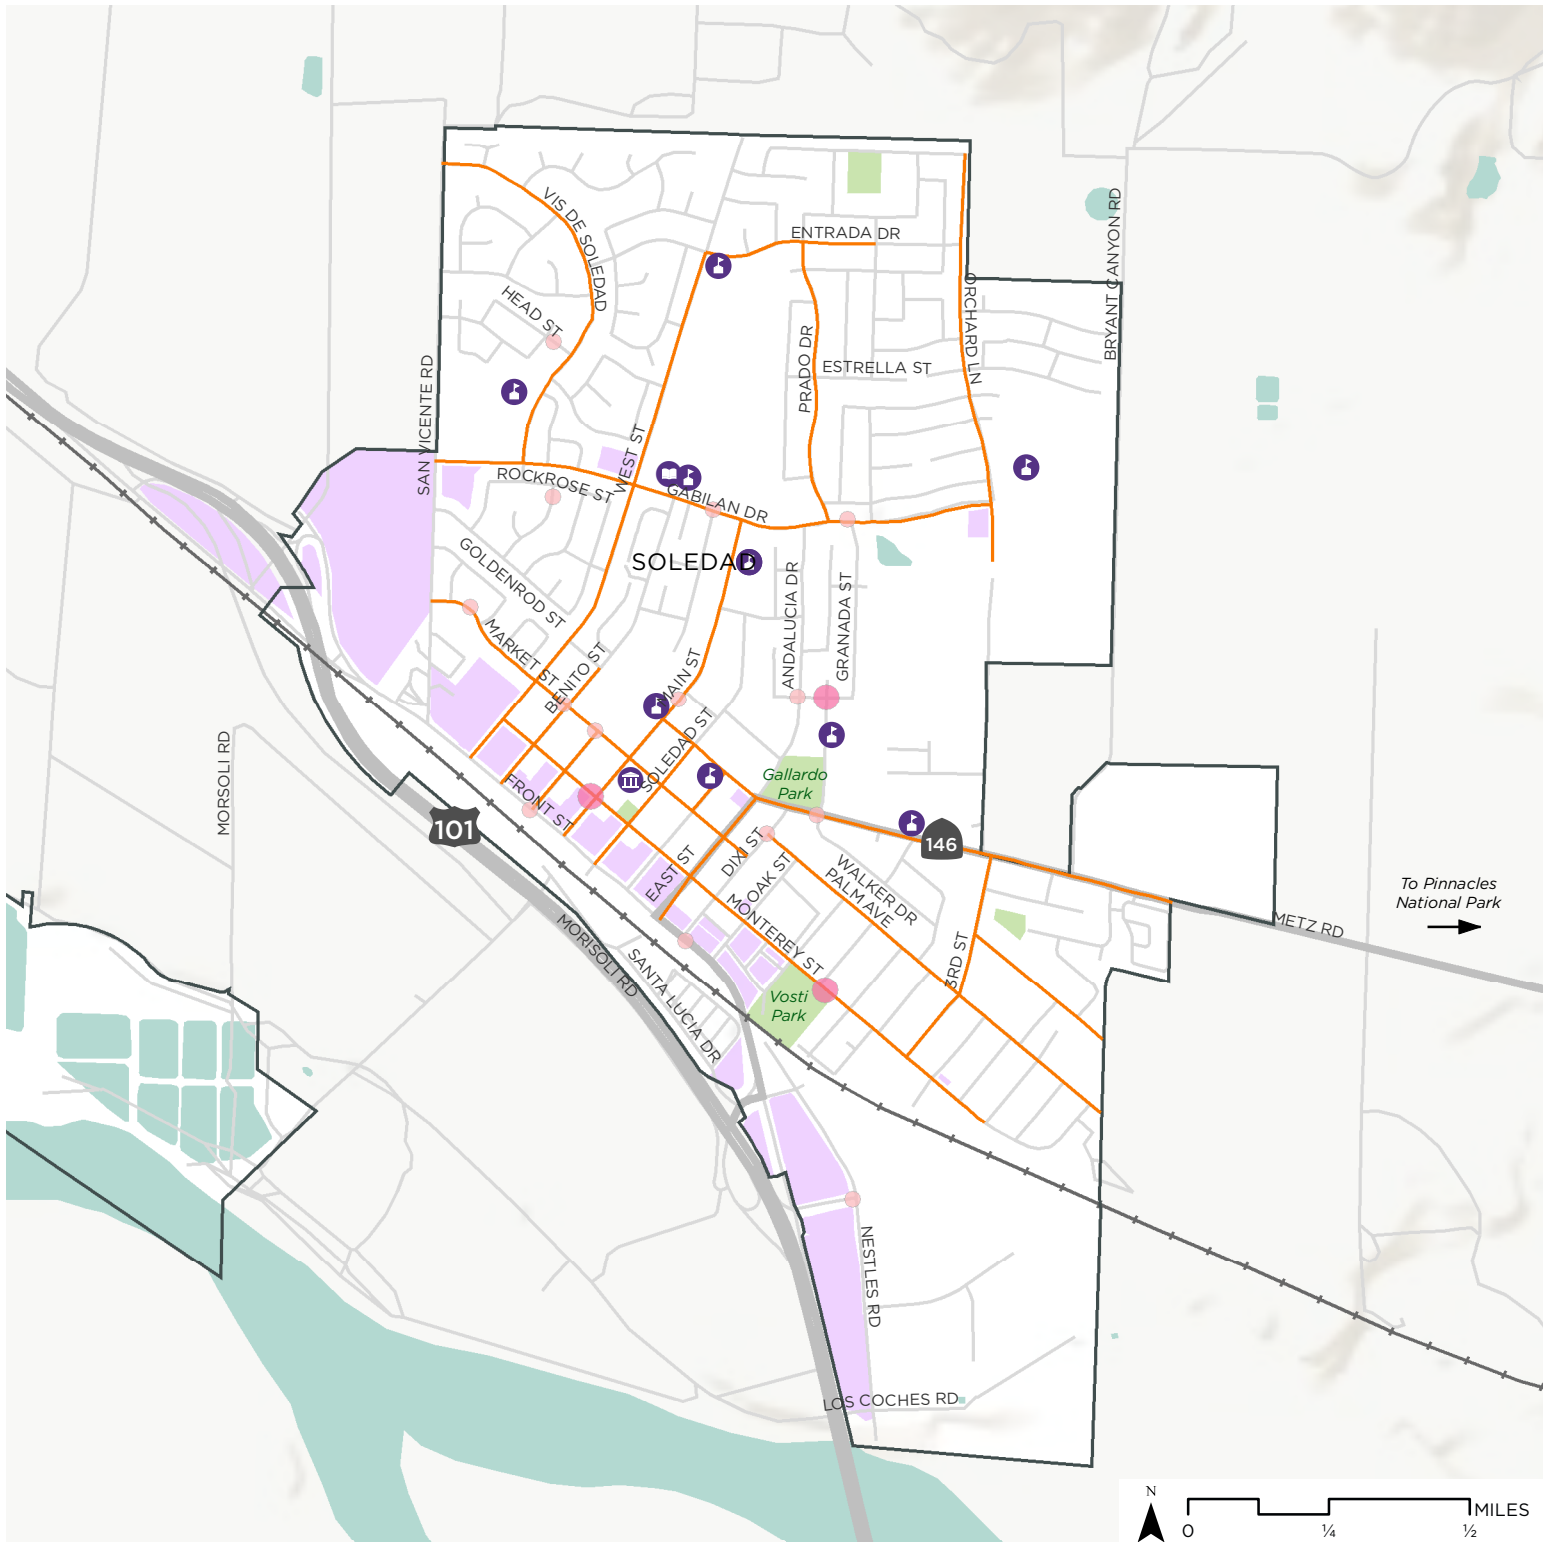 VIS DE SOLEDAD
ENTRADA DR
BRYANT CANYON RD
HEAD ST
ORCHARD LN
PRADO DR
ESTRELLA ST
SAN VICENTE RD
WEST ST
ROCKROSE ST
GABILAN DR
GOLDENROD ST
SOLEDAD
ANDALUCIA DR
GRANADA ST
MARKET ST
BENITO ST
MAIN ST
SOLEDAD ST
MORSOLI RD
FRONT ST
Gallardo
Park
101
146
DIXI ST
EAST ST
OAK ST
WALKER DR
PALM AVE
MONTEREY ST
To Pinnacles
National Park
METZ RD
3RD ST
MORISOLI RD
SANTA LUCIA DR
Vosti
Park
NESTLES RD
LOS COCHES RD
N
MILES
0
¼
½